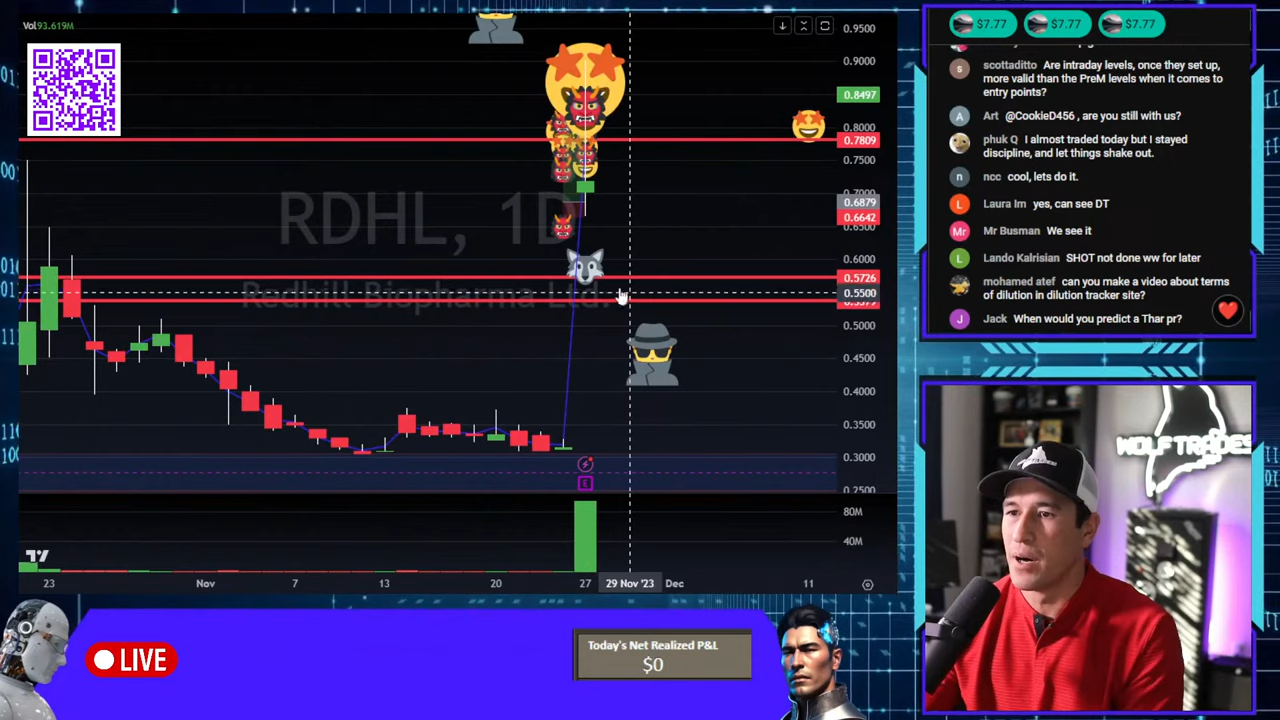 Vol93.619M
RDHL, 1D
Redhill Biopharma Ltd.
0.9500
0.9000
0.8497
0.8000
0.7809
0.7500
0.7000
0.6879
0.6642
0.6500
0.6000
0.5726
0.5500
0.5000
0.4500
0.4000
0.3500
0.3000
0.2500
80M
40M
E
23 Nov 7 13 20 27 29 Nov '23 Dec 11
$7.77 $7.77 $7.77
s scottaditto Are intraday levels, once they set up,
more valid than the PreM levels when it comes to
entry points?
A Art @CookieD456 , are you still with us?
phuk Q I almost traded today but I stayed
discipline, and let things shake out.
n ncc cool, lets do it.
L Laura Im yes, can see DT
Mr Mr Busman We see it
L Lando Kalrisian SHOT not done ww for later
mohamed atef can you make a video about terms
of dilution in dilution tracker site?
J Jack When would you predict a Thar pr?
WOLFTRADES
LIVE
Today's Net Realized P&L
$0